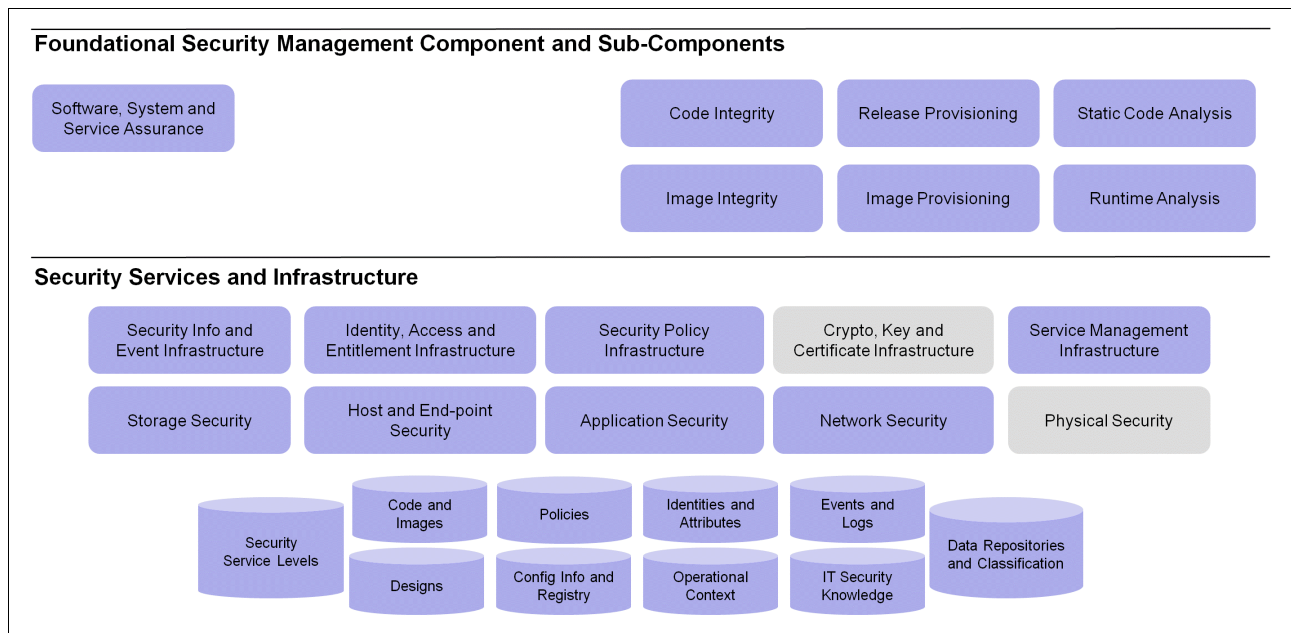 Foundational Security Management Component and Sub-Components
Software, System and
Service Assurance
Code Integrity
Release Provisioning
Static Code Analysis
Image Integrity
Image Provisioning
Runtime Analysis
Security Services and Infrastructure
Security Info and
Event Infrastructure
Identity, Access and
Entitlement Infrastructure
Security Policy
Infrastructure
Crypto, Key and
Certificate Infrastructure
Service Management
Infrastructure
Storage Security
Host and End-point
Security
Application Security
Network Security
Physical Security
Security
Service Levels
Code and
Images
Policies
Identities and
Attributes
Events and
Logs
Designs
Config Info and
Registry
Operational
Context
IT Security
Knowledge
Data Repositories
and Classification